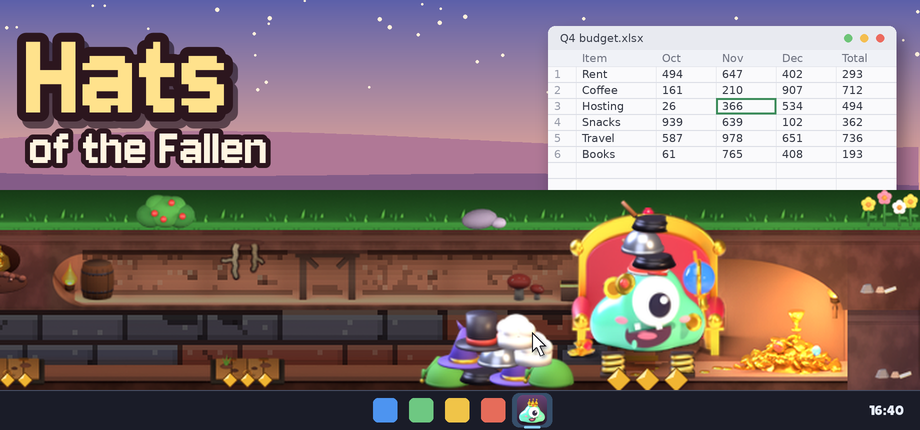 Hats
of the Fallen
Q4 budget.xlsx
Item Oct Nov Dec Total
1 Rent 494 647 402 293
2 Coffee 161 210 907 712
3 Hosting 26 366 534 494
4 Snacks 939 639 102 362
5 Travel 587 978 651 736
6 Books 61 765 408 193
16:40